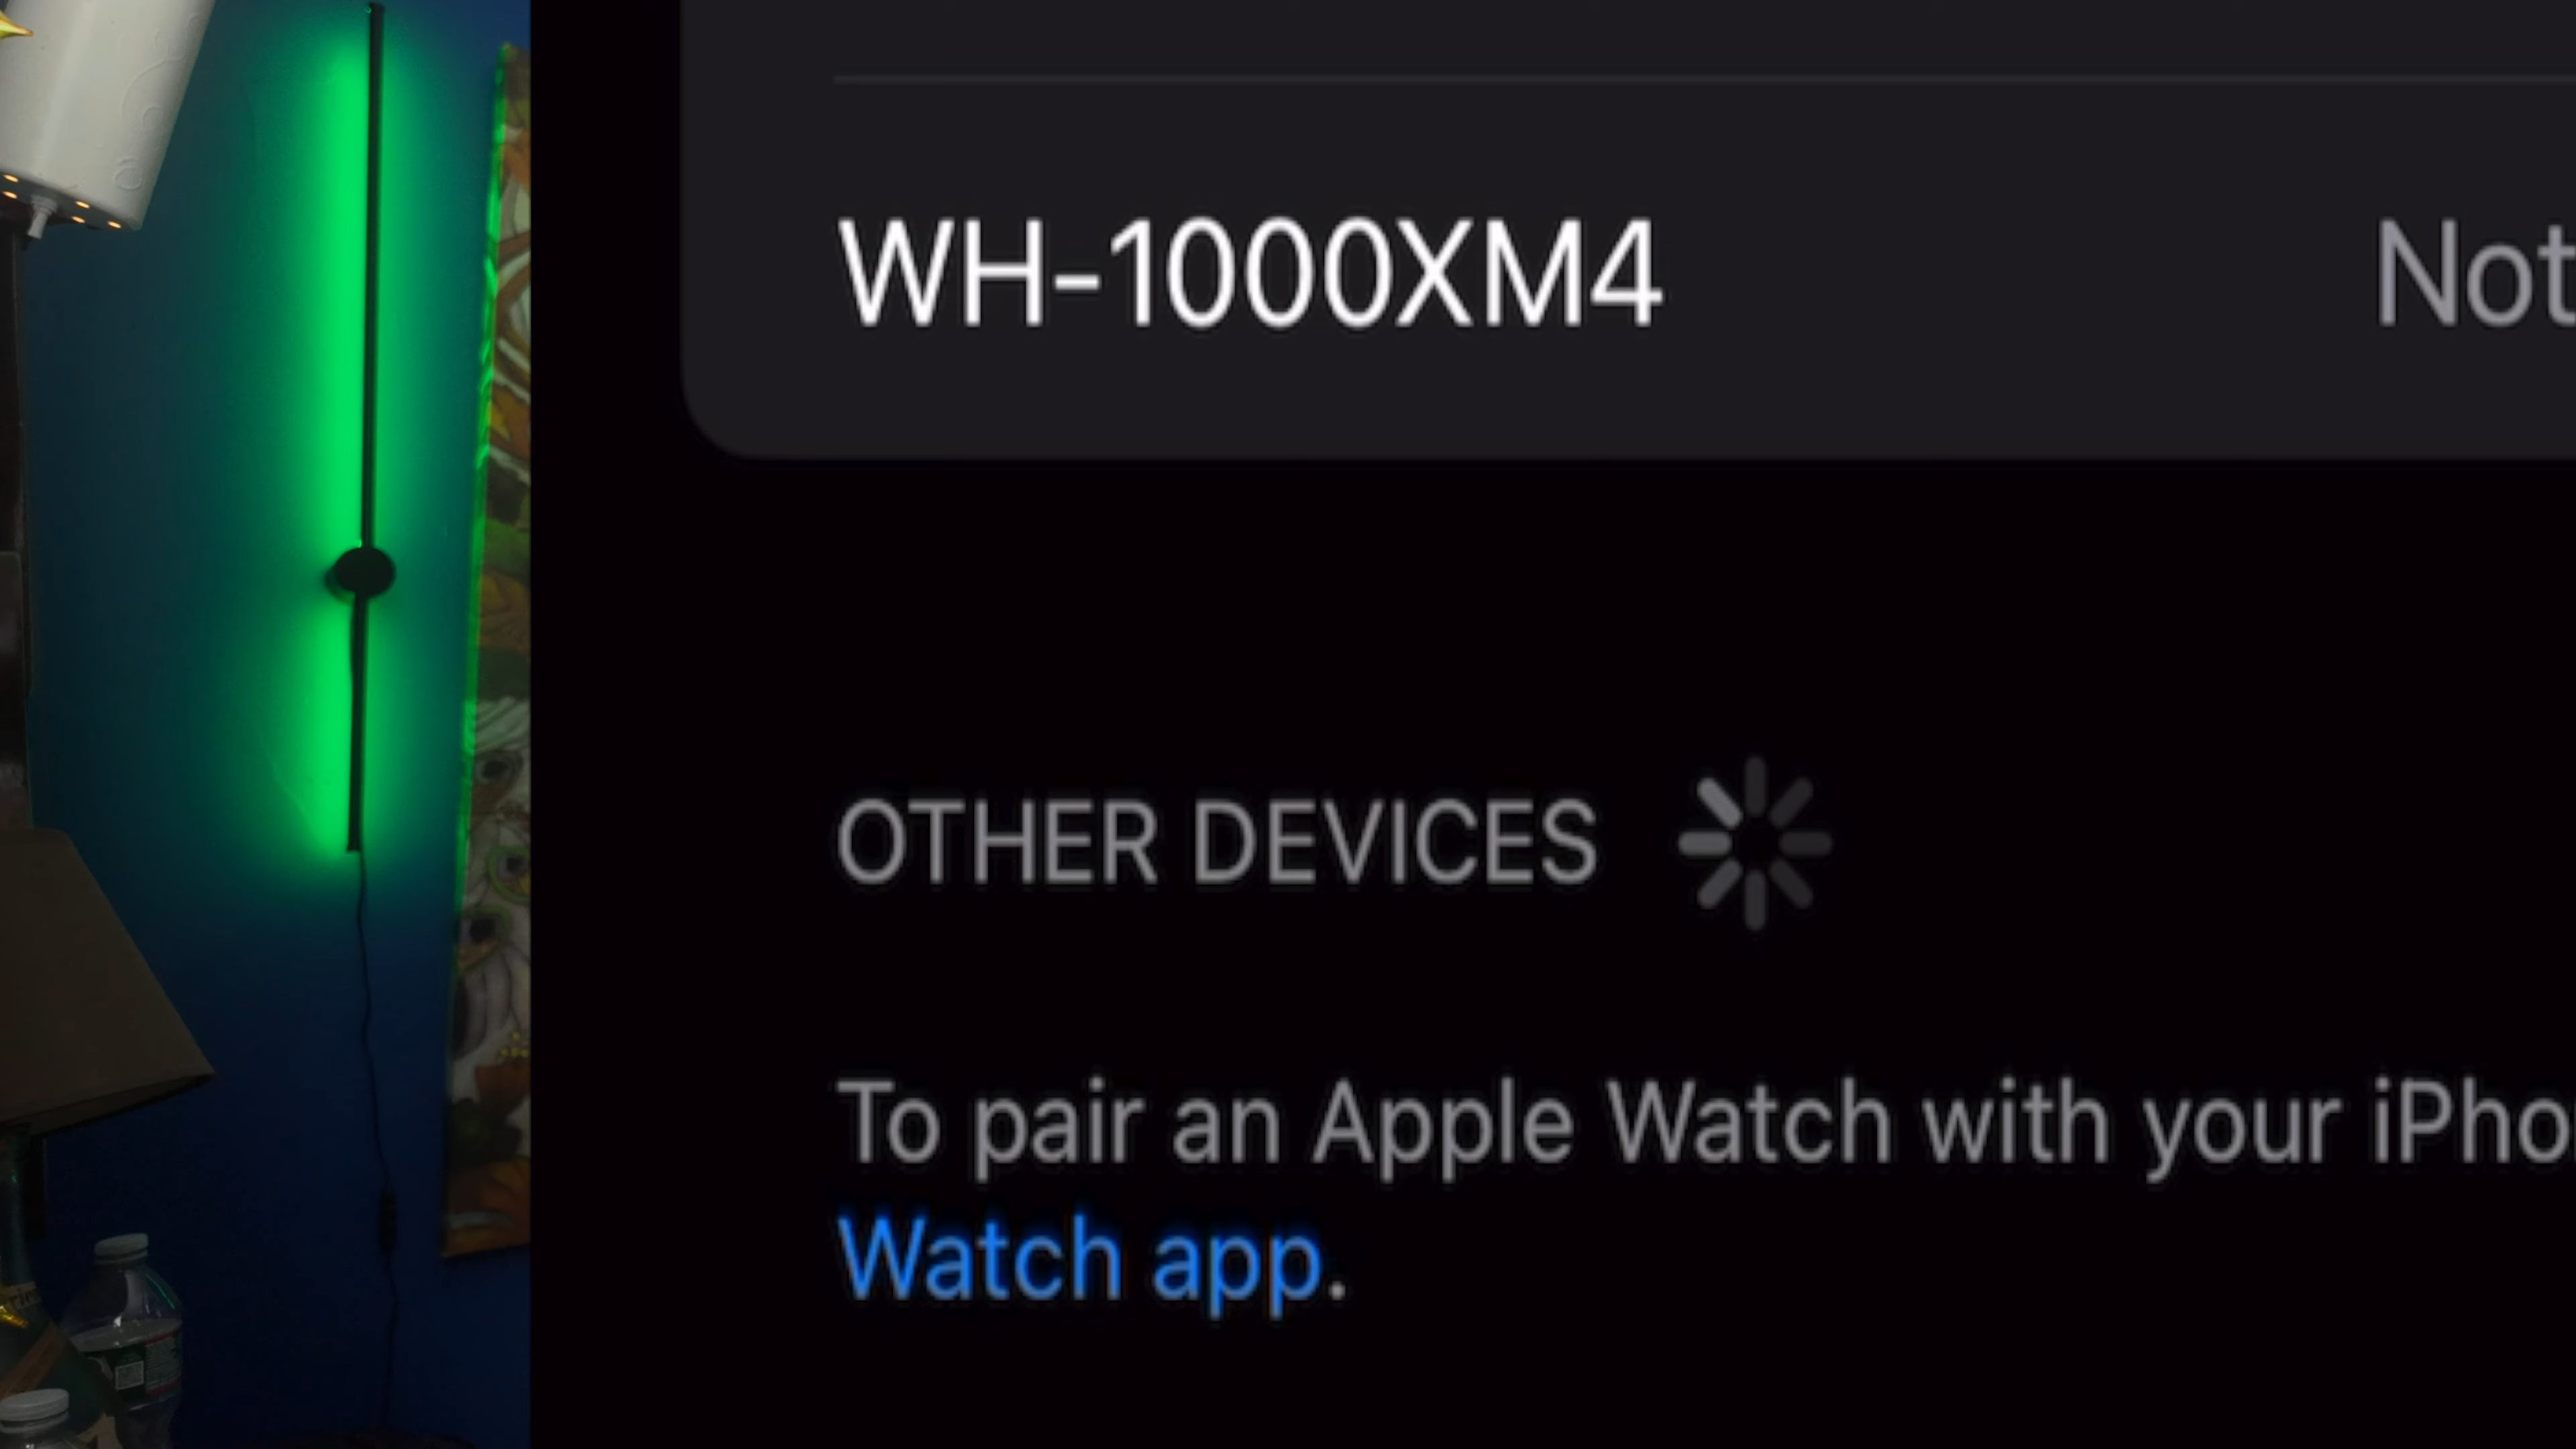 WH-1000XM4 Not
OTHER DEVICES
To pair an Apple Watch with your iPho
Watch app.